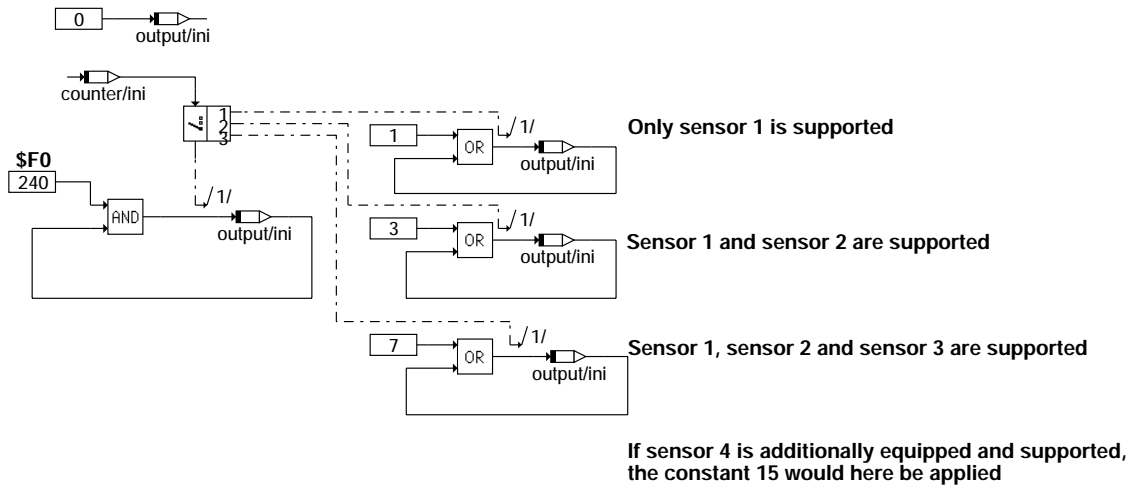 0
output/ini
counter/ini
1
2
3
1/
1
OR
output/ini
Only sensor 1 is supported
$F0
240
AND
1/
output/ini
1/
3
OR
output/ini
Sensor 1 and sensor 2 are supported
1/
7
OR
output/ini
Sensor 1, sensor 2 and sensor 3 are supported
If sensor 4 is additionally equipped and supported,
the constant 15 would here be applied